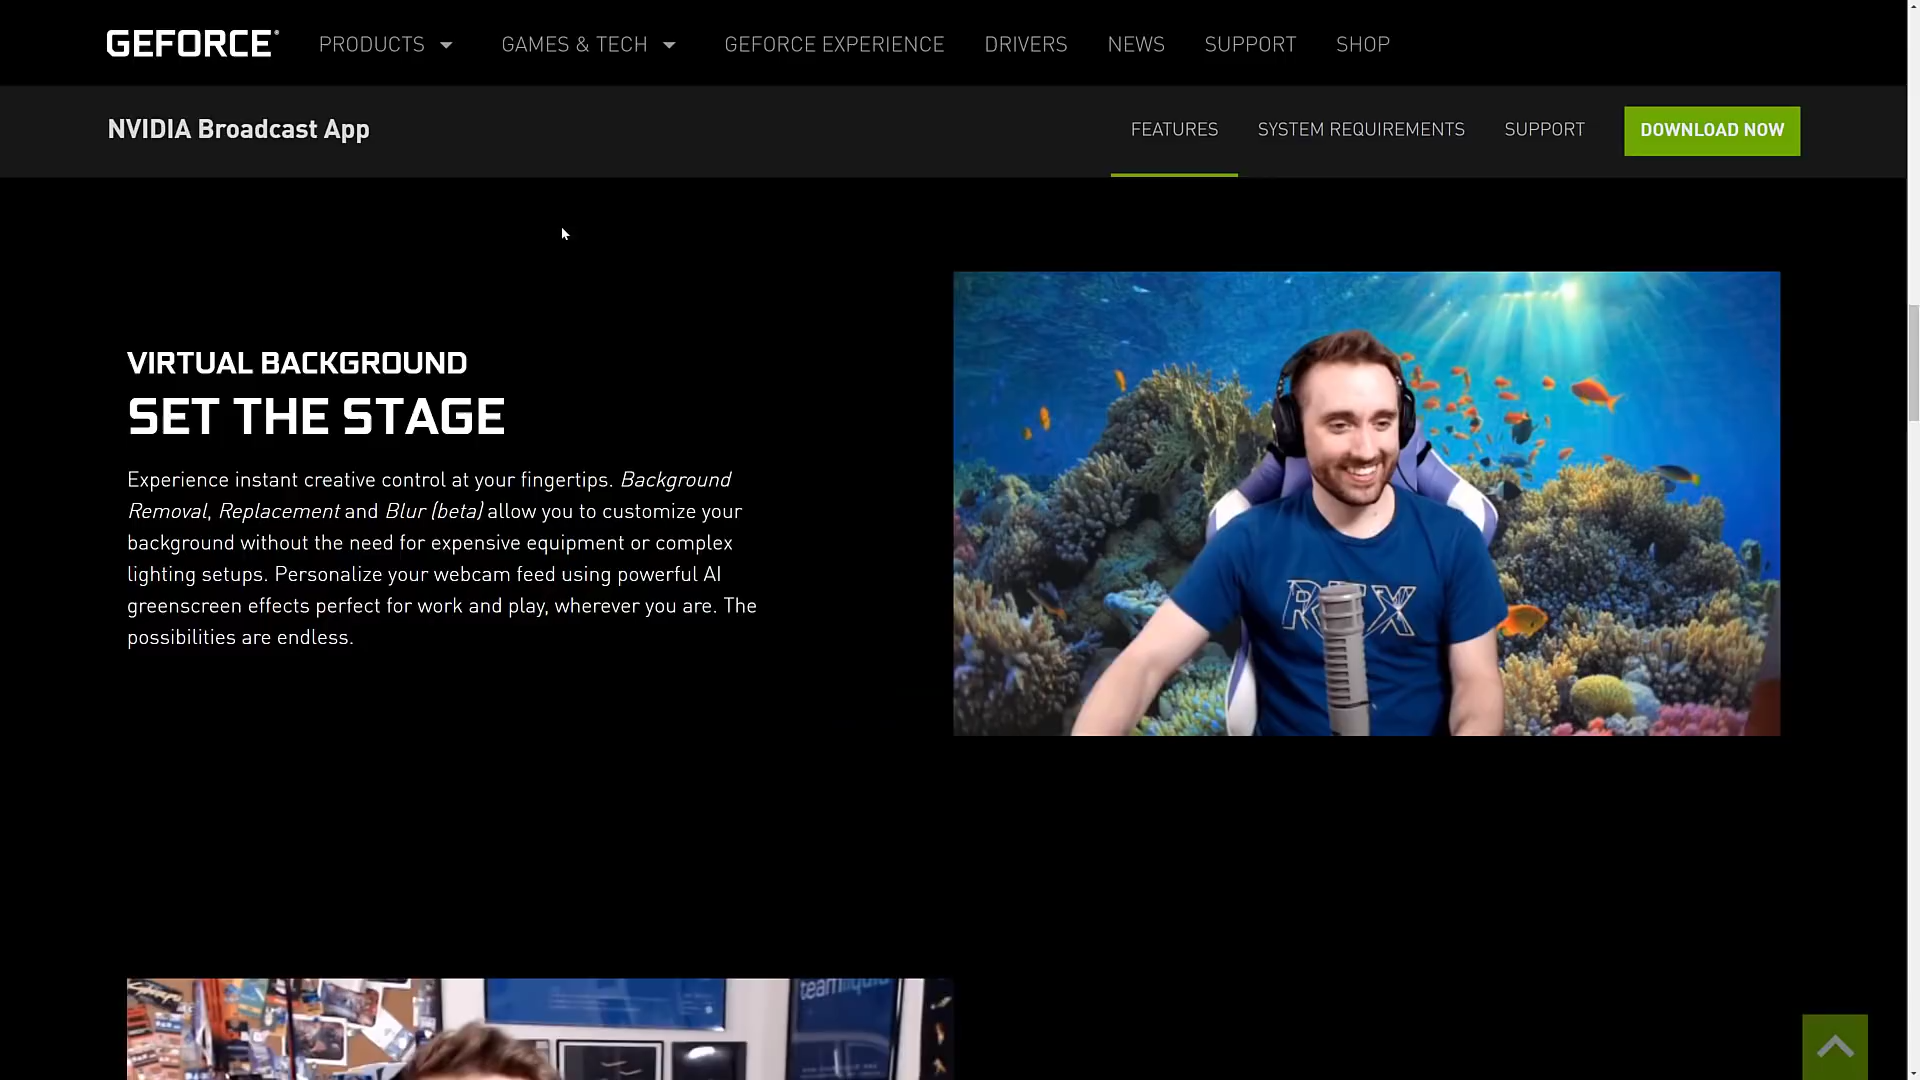 GEFORCE® PRODUCTS GAMES & TECH GEFORCE EXPERIENCE DRIVERS NEWS SUPPORT SHOP
NVIDIA Broadcast App FEATURES SYSTEM REQUIREMENTS SUPPORT DOWNLOAD NOW
VIRTUAL BACKGROUND
SET THE STAGE
Experience instant creative control at your fingertips. Background
Removal, Replacement and Blur (beta) allow you to customize your
background without the need for expensive equipment or complex
lighting setups. Personalize your webcam feed using powerful AI
greenscreen effects perfect for work and play, wherever you are. The
possibilities are endless.
RTX
teamliquid